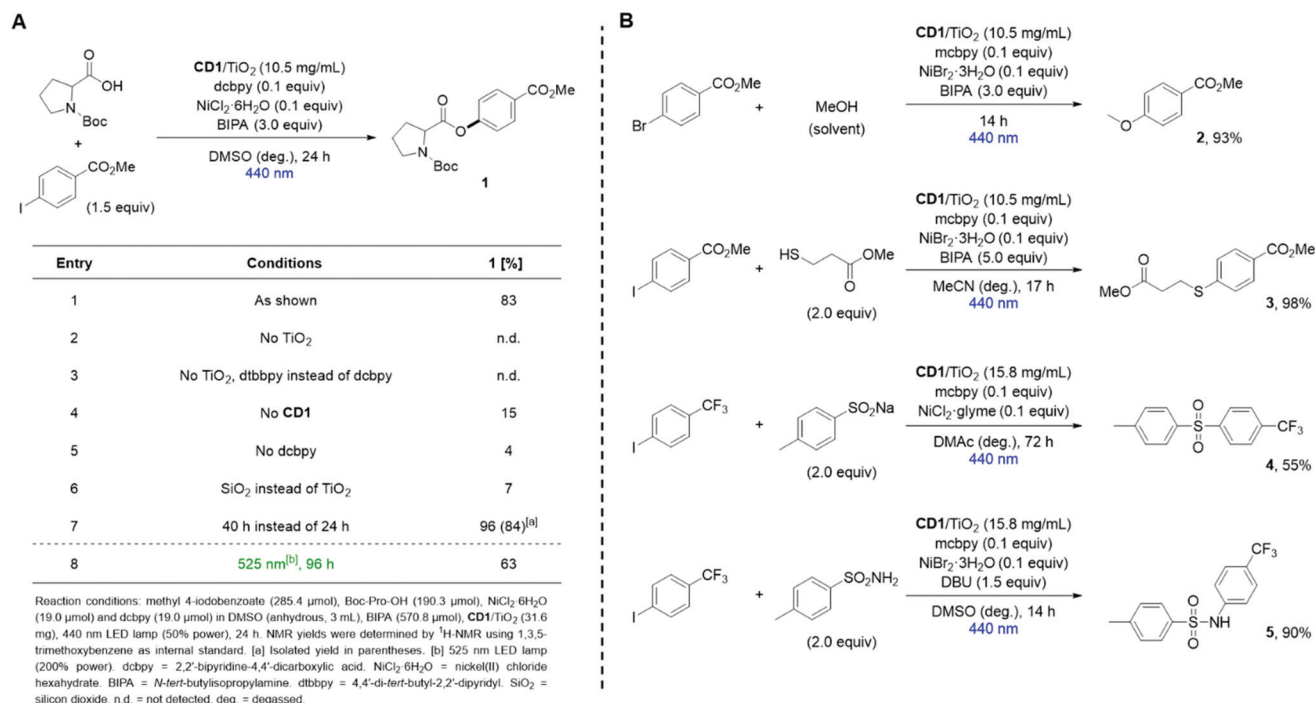 A
O
OH
N
Boc
+
CO2Me
I
(1.5 equiv)
CD1/TiO2 (10.5 mg/mL)
dcbpy (0.1 equiv)
NiCl2·6H2O (0.1 equiv)
BIPA (3.0 equiv)
DMSO (deg.), 24 h
440 nm
CO2Me
O
O
N
Boc
1
Entry Conditions 1 [%]
1 As shown 83
2 No TiO2 n.d.
3 No TiO2, dtbbpy instead of dcbpy n.d.
4 No CD1 15
5 No dcbpy 4
6 SiO2 instead of TiO2 7
7 40 h instead of 24 h 96 (84)[a]
8 525 nm[b], 96 h 63
Reaction conditions: methyl 4-iodobenzoate (285.4 µmol), Boc-Pro-OH (190.3 µmol), NiCl2·6H2O
(19.0 µmol) and dcbpy (19.0 µmol) in DMSO (anhydrous, 3 mL), BIPA (570.8 µmol), CD1/TiO2 (31.6
mg), 440 nm LED lamp (50% power), 24 h. NMR yields were determined by 1H-NMR using 1,3,5-
trimethoxybenzene as internal standard. [a] Isolated yield in parentheses. [b] 525 nm LED lamp
(200% power). dcbpy = 2,2'-bipyridine-4,4'-dicarboxylic acid. NiCl2·6H2O = nickel(II) chloride
hexahydrate. BIPA = N-tert-butylisopropylamine. dtbbpy = 4,4'-di-tert-butyl-2,2'-dipyridyl. SiO2 =
silicon dioxide. n.d. = not detected. deg. = degassed.
B
CO2Me
Br
+
MeOH
(solvent)
CD1/TiO2 (10.5 mg/mL)
mcbpy (0.1 equiv)
NiBr2·3H2O (0.1 equiv)
BIPA (3.0 equiv)
14 h
440 nm
CO2Me
O
2, 93%
CO2Me
I
+
HS
OMe
O
(2.0 equiv)
CD1/TiO2 (10.5 mg/mL)
mcbpy (0.1 equiv)
NiBr2·3H2O (0.1 equiv)
BIPA (5.0 equiv)
MeCN (deg.), 17 h
440 nm
CO2Me
O
MeO
S
3, 98%
CF3
I
+
SO2Na
(2.0 equiv)
CD1/TiO2 (15.8 mg/mL)
mcbpy (0.1 equiv)
NiCl2·glyme (0.1 equiv)
DMAc (deg.), 72 h
440 nm
O
S
O
CF3
4, 55%
CF3
I
+
SO2NH2
(2.0 equiv)
CD1/TiO2 (15.8 mg/mL)
mcbpy (0.1 equiv)
NiBr2·3H2O (0.1 equiv)
DBU (1.5 equiv)
DMSO (deg.), 14 h
440 nm
CF3
O
S
NH
O
5, 90%